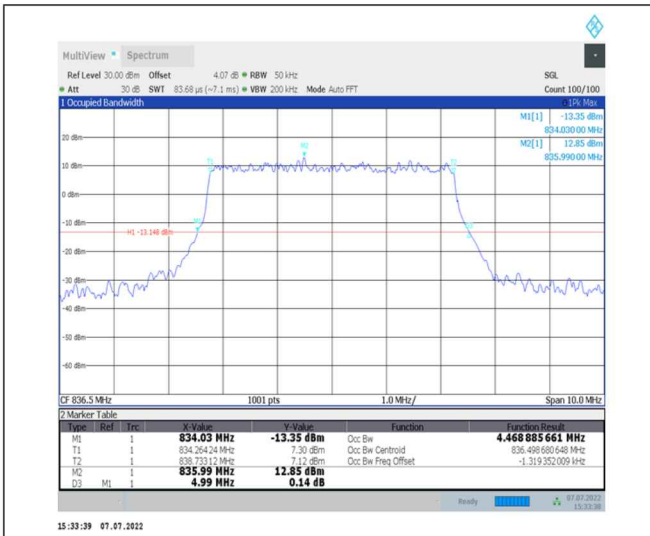 MultiView Spectrum
Ref Level 30.00 dBm Offset 4.07 dB RBW 50 kHz SGL
Att 30 dB SWT 83.68 µs (~7.1 ms) VBW 200 kHz Mode Auto FFT Count 100/100
1 Occupied Bandwidth 1Pk Max
M1[1] -13.35 dBm
834.03000 MHz
M2[1] 12.85 dBm
835.99000 MHz
20 dBm
M2
T1
10 dBm
0 dBm
-10 dBm
M1
H1 -13.148 dBm
-20 dBm
-30 dBm
-40 dBm
-50 dBm
-60 dBm
CF 836.5 MHz 1001 pts 1.0 MHz/ Span 10.0 MHz
2 Marker Table
Type Ref Trc X-Value Y-Value Function Function Result
M1 1 834.03 MHz -13.35 dBm Occ Bw 4.468 885 661 MHz
T1 1 834.264 24 MHz 7.30 dBm Occ Bw Centroid 836.498 680 648 MHz
T2 1 838.733 12 MHz 7.12 dBm Occ Bw Freq Offset -1.319 352 009 kHz
M2 1 835.99 MHz 12.85 dBm
D3 M1 1 4.99 MHz 0.14 dB
Ready 07.07.2022
15:33:38
15:33:39 07.07.2022